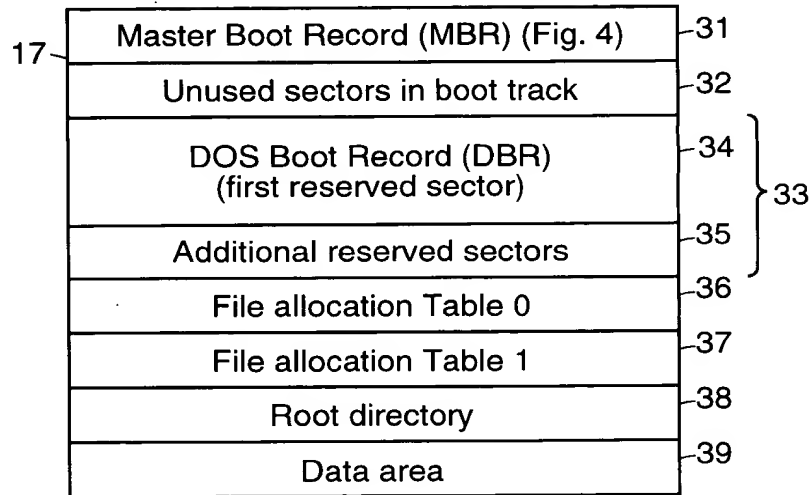 Master Boot Record (MBR) (Fig. 4) 31
17
Unused sectors in boot track 32
DOS Boot Record (DBR) 34
(first reserved sector)
33
Additional reserved sectors 35
File allocation Table 0 36
File allocation Table 1 37
Root directory 38
Data area 39